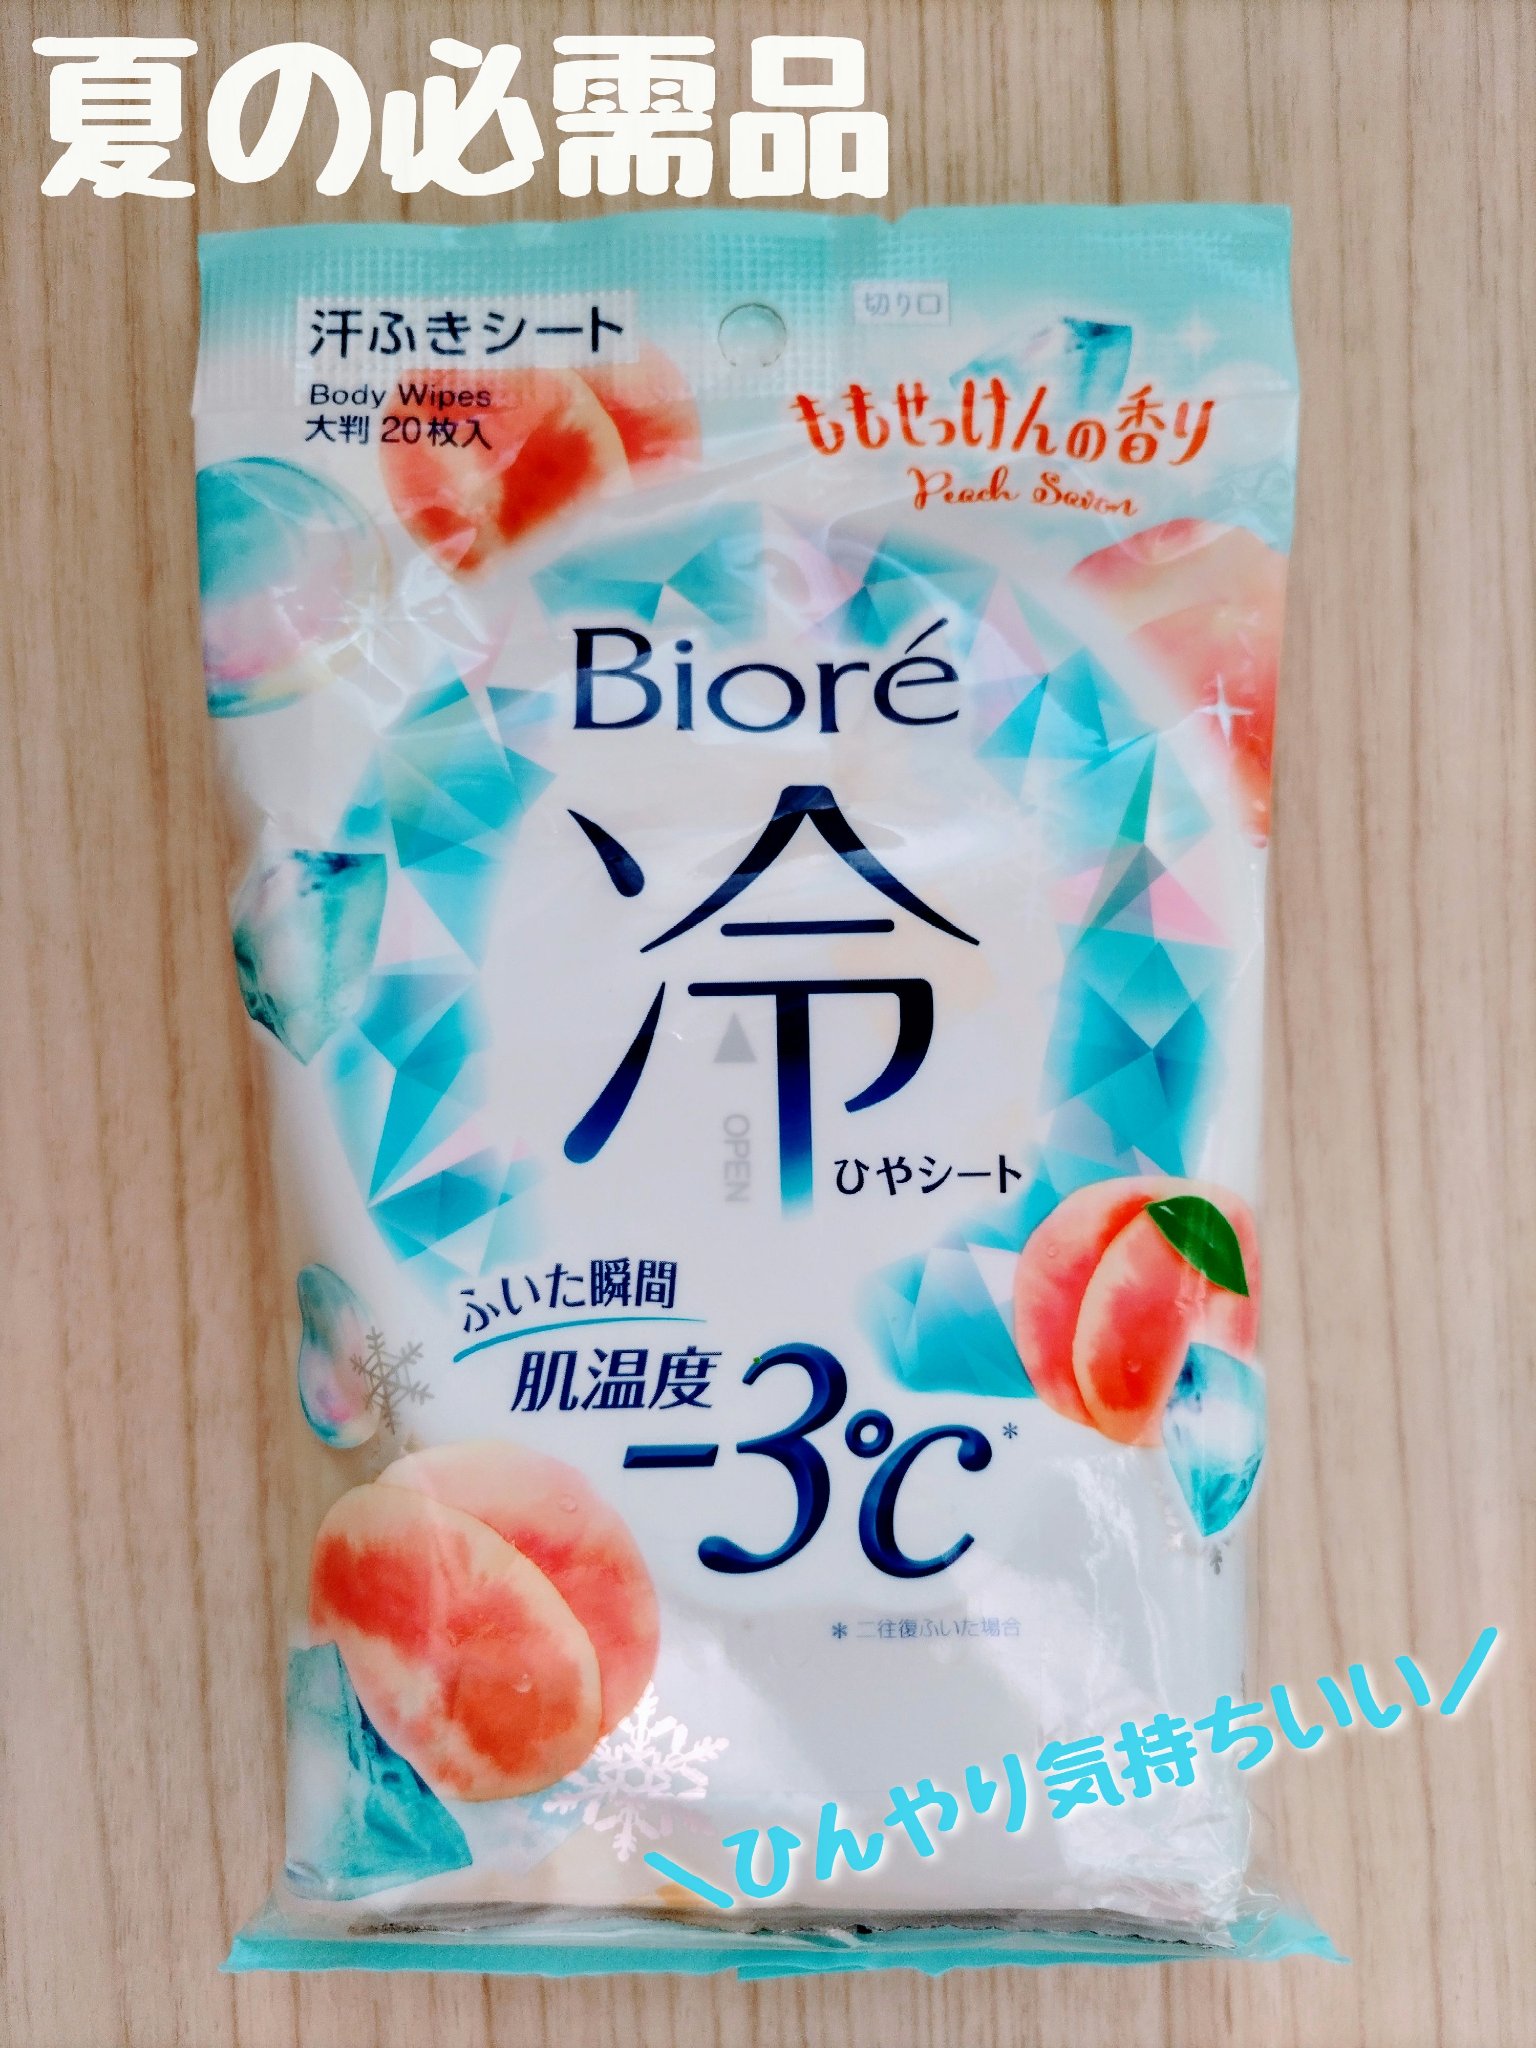 夏の必需品
汗ふきシート
Body Wipes
大判20枚入
切り口
ももせっけんの香り
Peach Savon
Bioré
冷
ひやシート
OPEN
ふいた瞬間
肌温度
-3℃*
*二往復ふいた場合
\ひんやり気持ちいい/